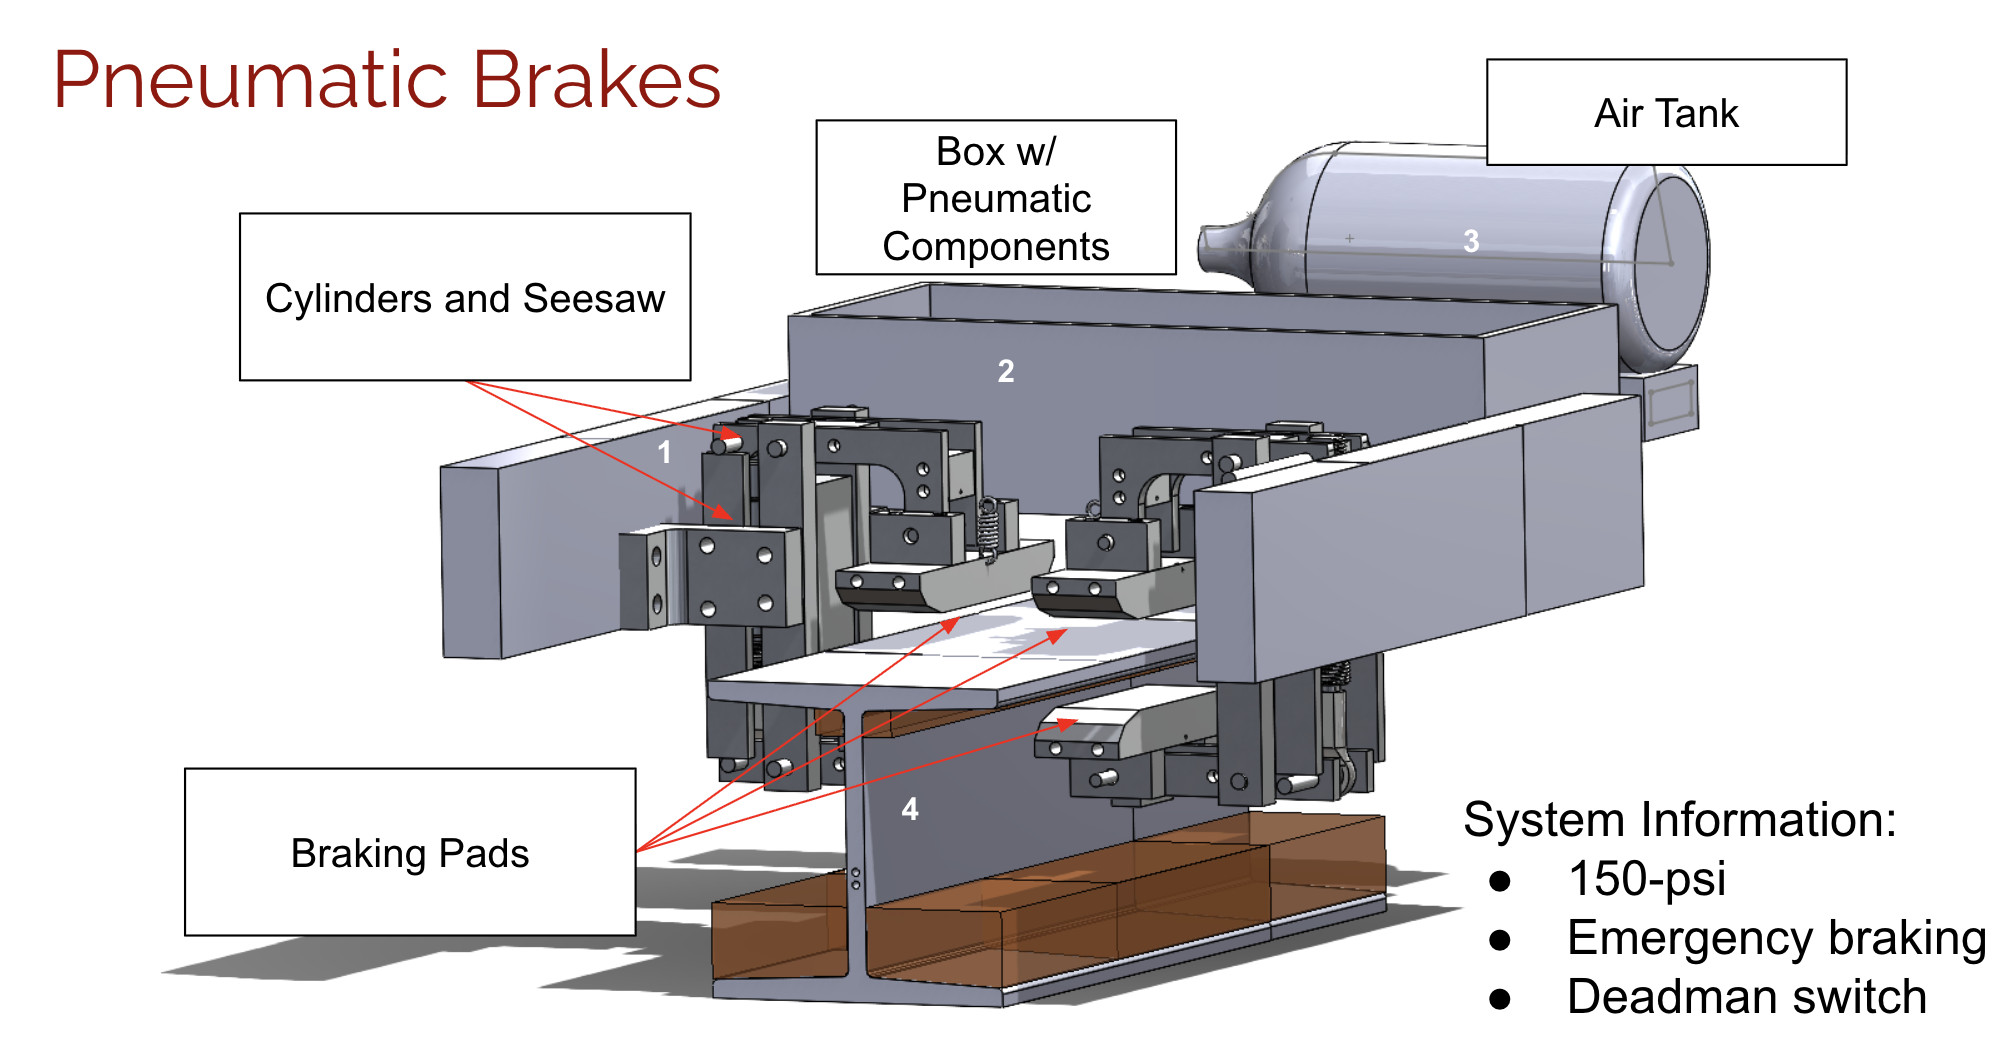 Pneumatic Brakes
Air Tank
Box w/
Pneumatic
Components
Cylinders and Seesaw
3
2
1
4
Braking Pads
System Information:
● 150-psi
● Emergency braking
● Deadman switch